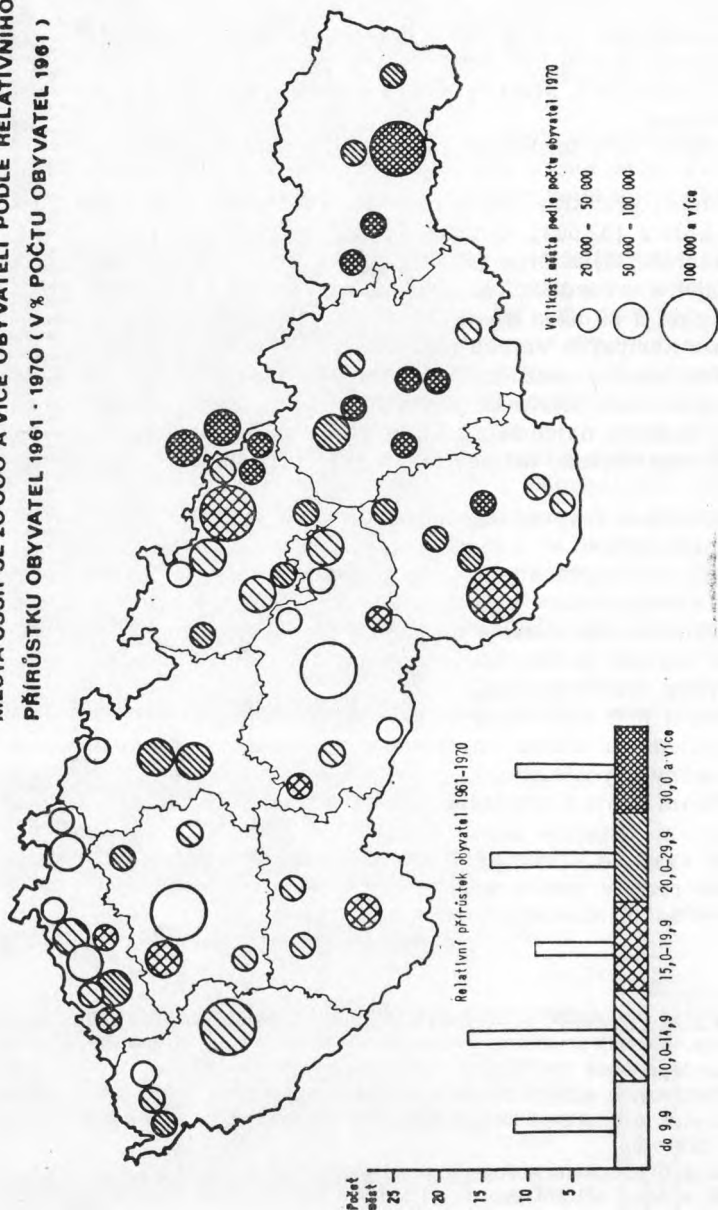 PŘÍRŮSTKU OBYVATEL 1961 - 1970 ( V % POČTU OBYVATEL 1961 )
Velikost města podle počtu obyvatel 1970
20 000 - 50 000
50 000 - 100 000
100 000 a více
Relativní přírůstek obyvatel 1961-1970
Počet
měst
25
20
15
10
5
do 9,9
10,0-14,9
15,0-19,9
20,0-29,9
30,0 a více